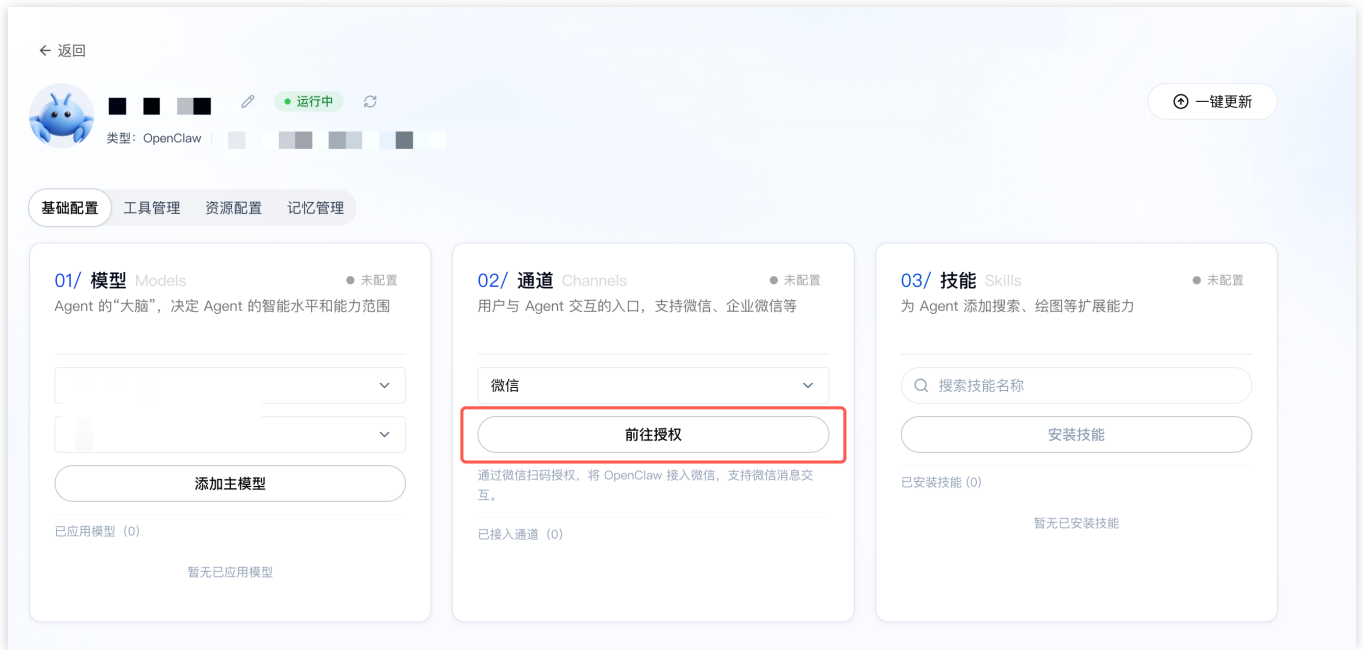 返回
运行中
一键更新
类型：OpenClaw
基础配置 工具管理 资源配置 记忆管理
01/ 模型 Models
未配置
Agent 的“大脑”，决定 Agent 的智能水平和能力范围
添加主模型
已应用模型（0）
暂无已应用模型
02/ 通道 Channels
未配置
用户与 Agent 交互的入口，支持微信、企业微信等
微信
前往授权
通过微信扫码授权，将 OpenClaw 接入微信，支持微信消息交
互。
已接入通道（0）
03/ 技能 Skills
未配置
为 Agent 添加搜索、绘图等扩展能力
搜索技能名称
安装技能
已安装技能 (0)
暂无已安装技能